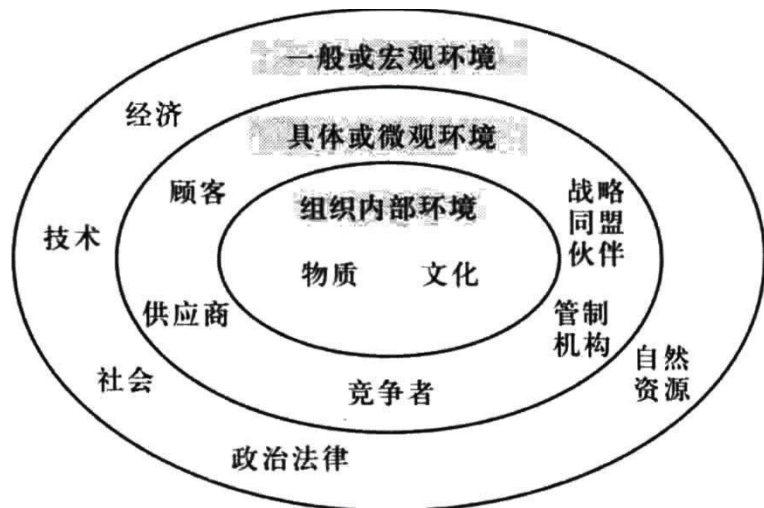 一般或宏观环境
经济
具体或微观环境
顾客
战略
同盟
伙伴
组织内部环境
技术
物质 文化
供应商
管制
机构
自然
资源
社会
竞争者
政治法律